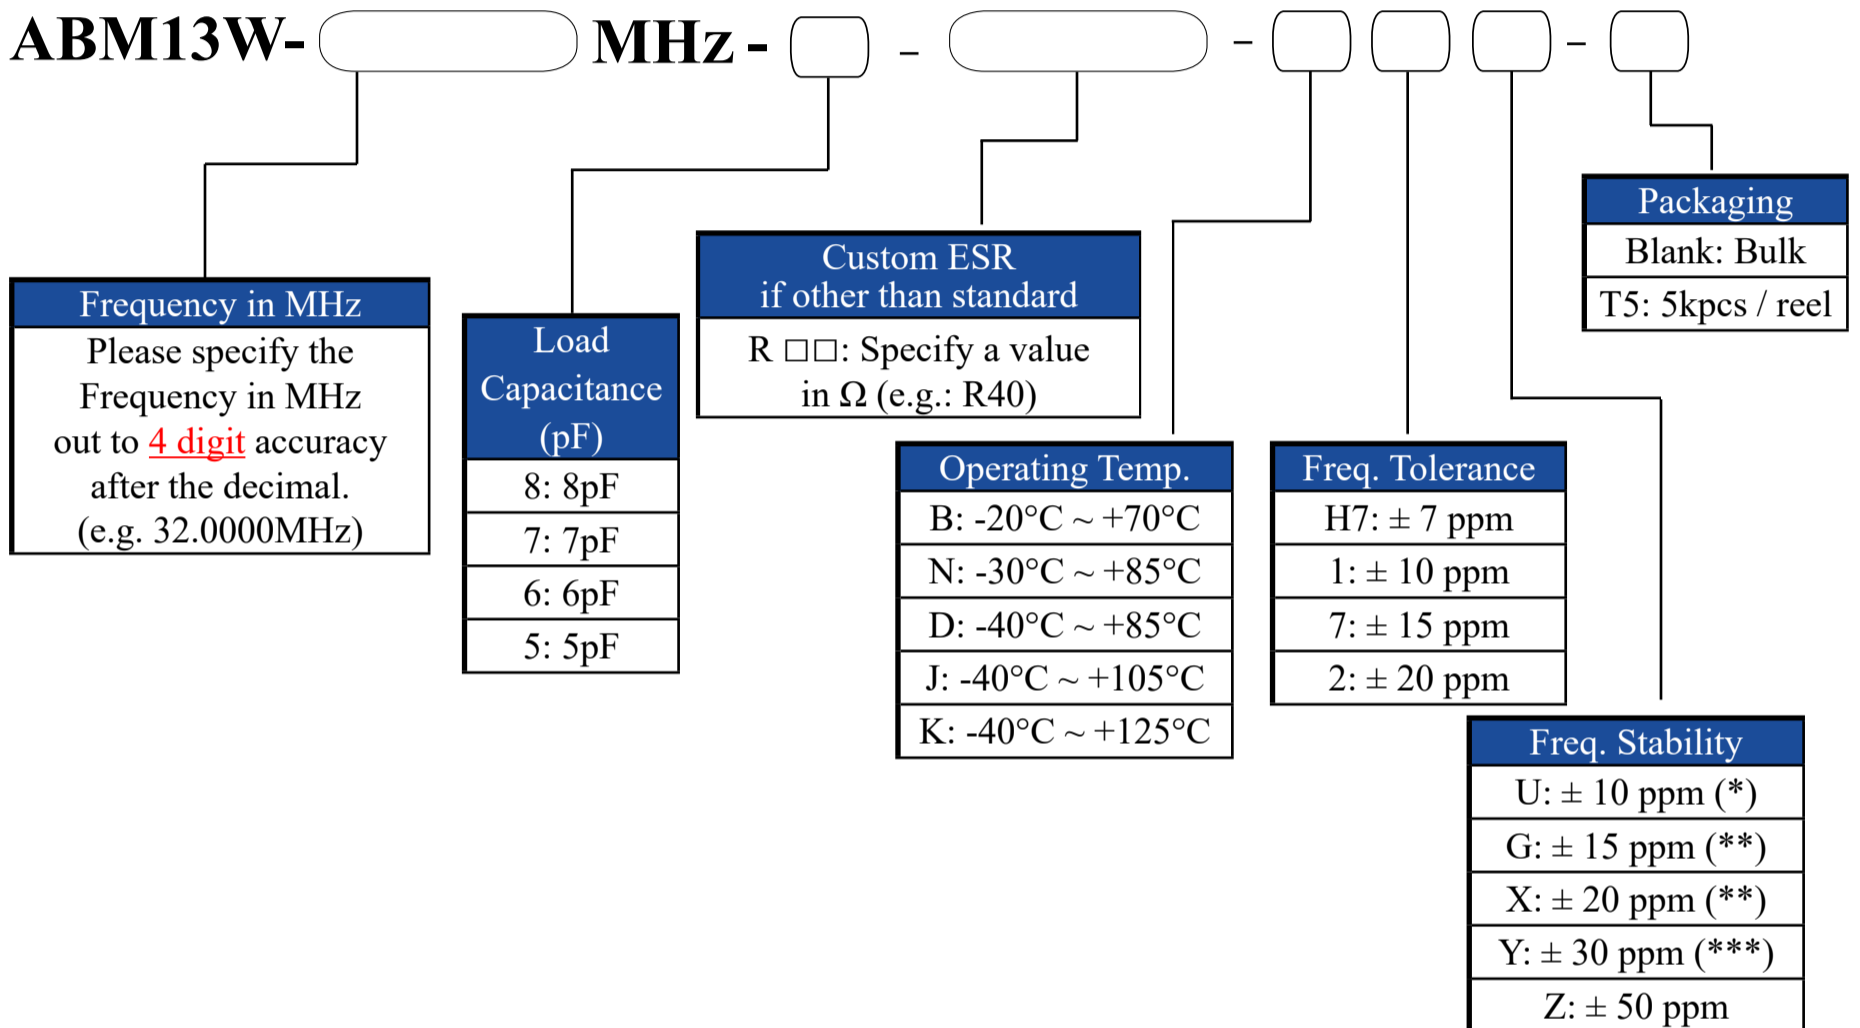 ABM13W- MHz - – – –
Frequency in MHz
Please specify the
Frequency in MHz
out to 4 digit accuracy
after the decimal.
(e.g. 32.0000MHz)
Load
Capacitance
(pF)
8: 8pF
7: 7pF
6: 6pF
5: 5pF
Custom ESR
if other than standard
R □□: Specify a value
in Ω (e.g.: R40)
Operating Temp.
B: -20°C ~ +70°C
N: -30°C ~ +85°C
D: -40°C ~ +85°C
J: -40°C ~ +105°C
K: -40°C ~ +125°C
Freq. Tolerance
H7: ± 7 ppm
1: ± 10 ppm
7: ± 15 ppm
2: ± 20 ppm
Freq. Stability
U: ± 10 ppm (*)
G: ± 15 ppm (**)
X: ± 20 ppm (**)
Y: ± 30 ppm (***)
Z: ± 50 ppm
Packaging
Blank: Bulk
T5: 5kpcs / reel